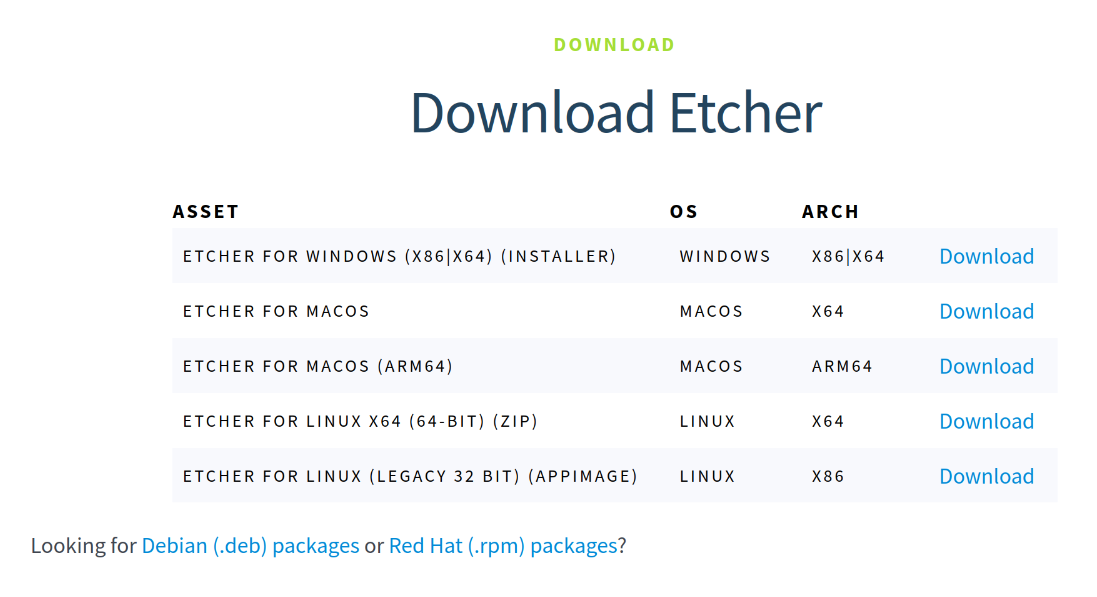 DOWNLOAD
Download Etcher
ASSET OS ARCH
ETCHER FOR WINDOWS (X86|X64) (INSTALLER) WINDOWS X86|X64 Download
ETCHER FOR MACOS MACOS X64 Download
ETCHER FOR MACOS (ARM64) MACOS ARM64 Download
ETCHER FOR LINUX X64 (64-BIT) (ZIP) LINUX X64 Download
ETCHER FOR LINUX (LEGACY 32 BIT) (APPIMAGE) LINUX X86 Download
Looking for Debian (.deb) packages or Red Hat (.rpm) packages?